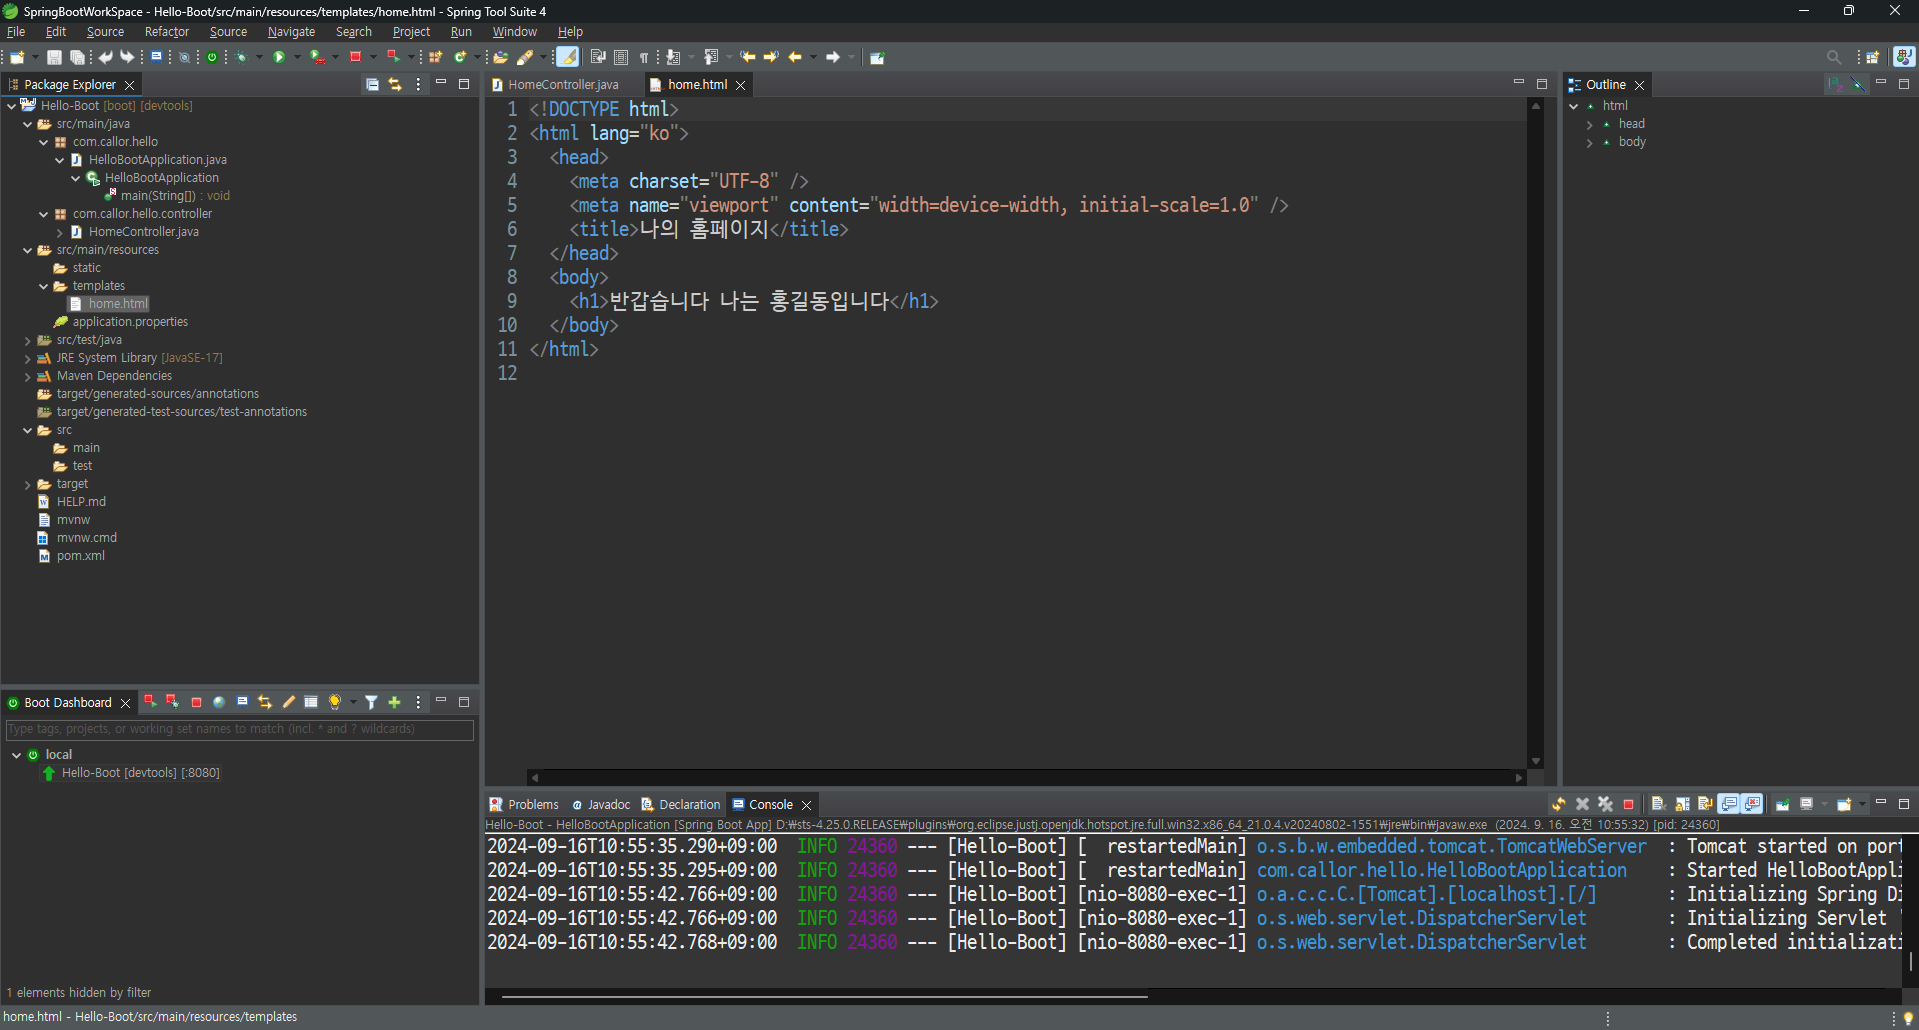 SpringBootWorkSpace - Hello-Boot/src/main/resources/templates/home.html - Spring Tool Suite 4
File Edit Source Refactor Source Navigate Search Project Run Window Help
Package Explorer
Hello-Boot [boot] [devtools]
src/main/java
com.callor.hello
HelloBootApplication.java
HelloBootApplication
main(String[]) : void
com.callor.hello.controller
HomeController.java
src/main/resources
static
templates
home.html
application.properties
src/test/java
JRE System Library [JavaSE-17]
Maven Dependencies
target/generated-sources/annotations
target/generated-test-sources/test-annotations
src
main
test
target
HELP.md
mvnw
mvnw.cmd
pom.xml
HomeController.java home.html
1 <!DOCTYPE html>
2 <html lang="ko">
3 <head>
4 <meta charset="UTF-8" />
5 <meta name="viewport" content="width=device-width, initial-scale=1.0" />
6 <title>나의 홈페이지</title>
7 </head>
8 <body>
9 <h1>반갑습니다 나는 홍길동입니다</h1>
10 </body>
11 </html>
12
Outline
html
head
body
Boot Dashboard
Type tags, projects, or working set names to match (incl. * and ? wildcards)
local
Hello-Boot [devtools] [:8080]
1 elements hidden by filter
Problems Javadoc Declaration Console
Hello-Boot - HelloBootApplication [Spring Boot App] D:₩sts-4.25.0.RELEASE₩plugins₩org.eclipse.justj.openjdk.hotspot.jre.full.win32.x86_64_21.0.4.v20240802-1551₩jre₩bin₩javaw.exe (2024. 9. 16. 오전 10:55:32) [pid: 24360]
2024-09-16T10:55:35.290+09:00 INFO 24360 --- [Hello-Boot] [ restartedMain] o.s.b.w.embedded.tomcat.TomcatWebServer : Tomcat started on port
2024-09-16T10:55:35.295+09:00 INFO 24360 --- [Hello-Boot] [ restartedMain] com.callor.hello.HelloBootApplication : Started HelloBootAppli
2024-09-16T10:55:42.766+09:00 INFO 24360 --- [Hello-Boot] [nio-8080-exec-1] o.a.c.c.C.[Tomcat].[localhost].[/] : Initializing Spring Di
2024-09-16T10:55:42.766+09:00 INFO 24360 --- [Hello-Boot] [nio-8080-exec-1] o.s.web.servlet.DispatcherServlet : Initializing Servlet '
2024-09-16T10:55:42.768+09:00 INFO 24360 --- [Hello-Boot] [nio-8080-exec-1] o.s.web.servlet.DispatcherServlet : Completed initializati
home.html - Hello-Boot/src/main/resources/templates